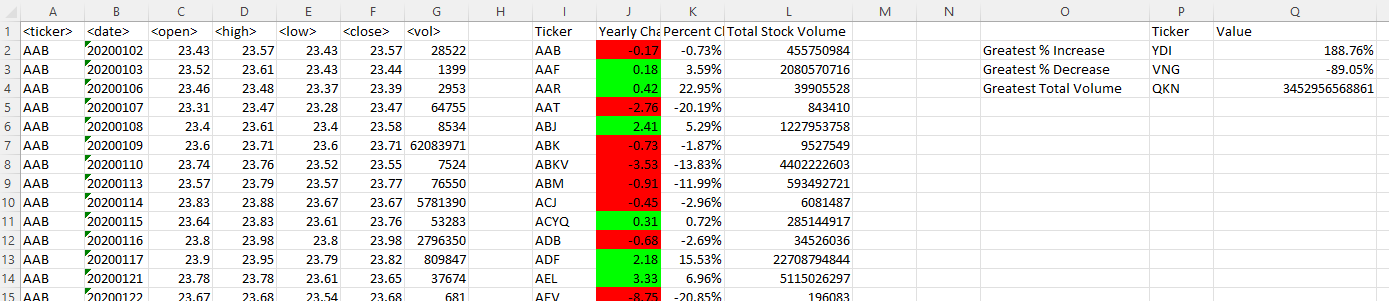 A B C D E F G H I J K L M N O P Q
1 <ticker> <date> <open> <high> <low> <close> <vol> Ticker Yearly Cha Percent Cl Total Stock Volume Ticker Value
2 AAB 20200102 23.43 23.57 23.43 23.57 28522 AAB -0.17 -0.73% 455750984 Greatest % Increase YDI 188.76%
3 AAB 20200103 23.52 23.61 23.43 23.44 1399 AAF 0.18 3.59% 2080570716 Greatest % Decrease VNG -89.05%
4 AAB 20200106 23.46 23.48 23.37 23.39 2953 AAR 0.42 22.95% 39905528 Greatest Total Volume QKN 3452956568861
5 AAB 20200107 23.31 23.47 23.28 23.47 64755 AAT -2.76 -20.19% 843410
6 AAB 20200108 23.4 23.61 23.4 23.58 8534 ABJ 2.41 5.29% 1227953758
7 AAB 20200109 23.6 23.71 23.6 23.71 62083971 ABK -0.73 -1.87% 9527549
8 AAB 20200110 23.74 23.76 23.52 23.55 7524 ABKV -3.53 -13.83% 4402222603
9 AAB 20200113 23.57 23.79 23.57 23.77 76550 ABM -0.91 -11.99% 593492721
10 AAB 20200114 23.83 23.88 23.67 23.67 5781390 ACJ -0.45 -2.96% 6081487
11 AAB 20200115 23.64 23.83 23.61 23.76 53283 ACYQ 0.31 0.72% 285144917
12 AAB 20200116 23.8 23.98 23.8 23.98 2796350 ADB -0.68 -2.69% 34526036
13 AAB 20200117 23.9 23.95 23.79 23.82 809847 ADF 2.18 15.53% 22708794844
14 AAB 20200121 23.78 23.78 23.61 23.65 37674 AEL 3.33 6.96% 5115026297
15 AAB 20200122 23.67 23.68 23.54 23.68 681 AEV -8.75 -20.85% 196083